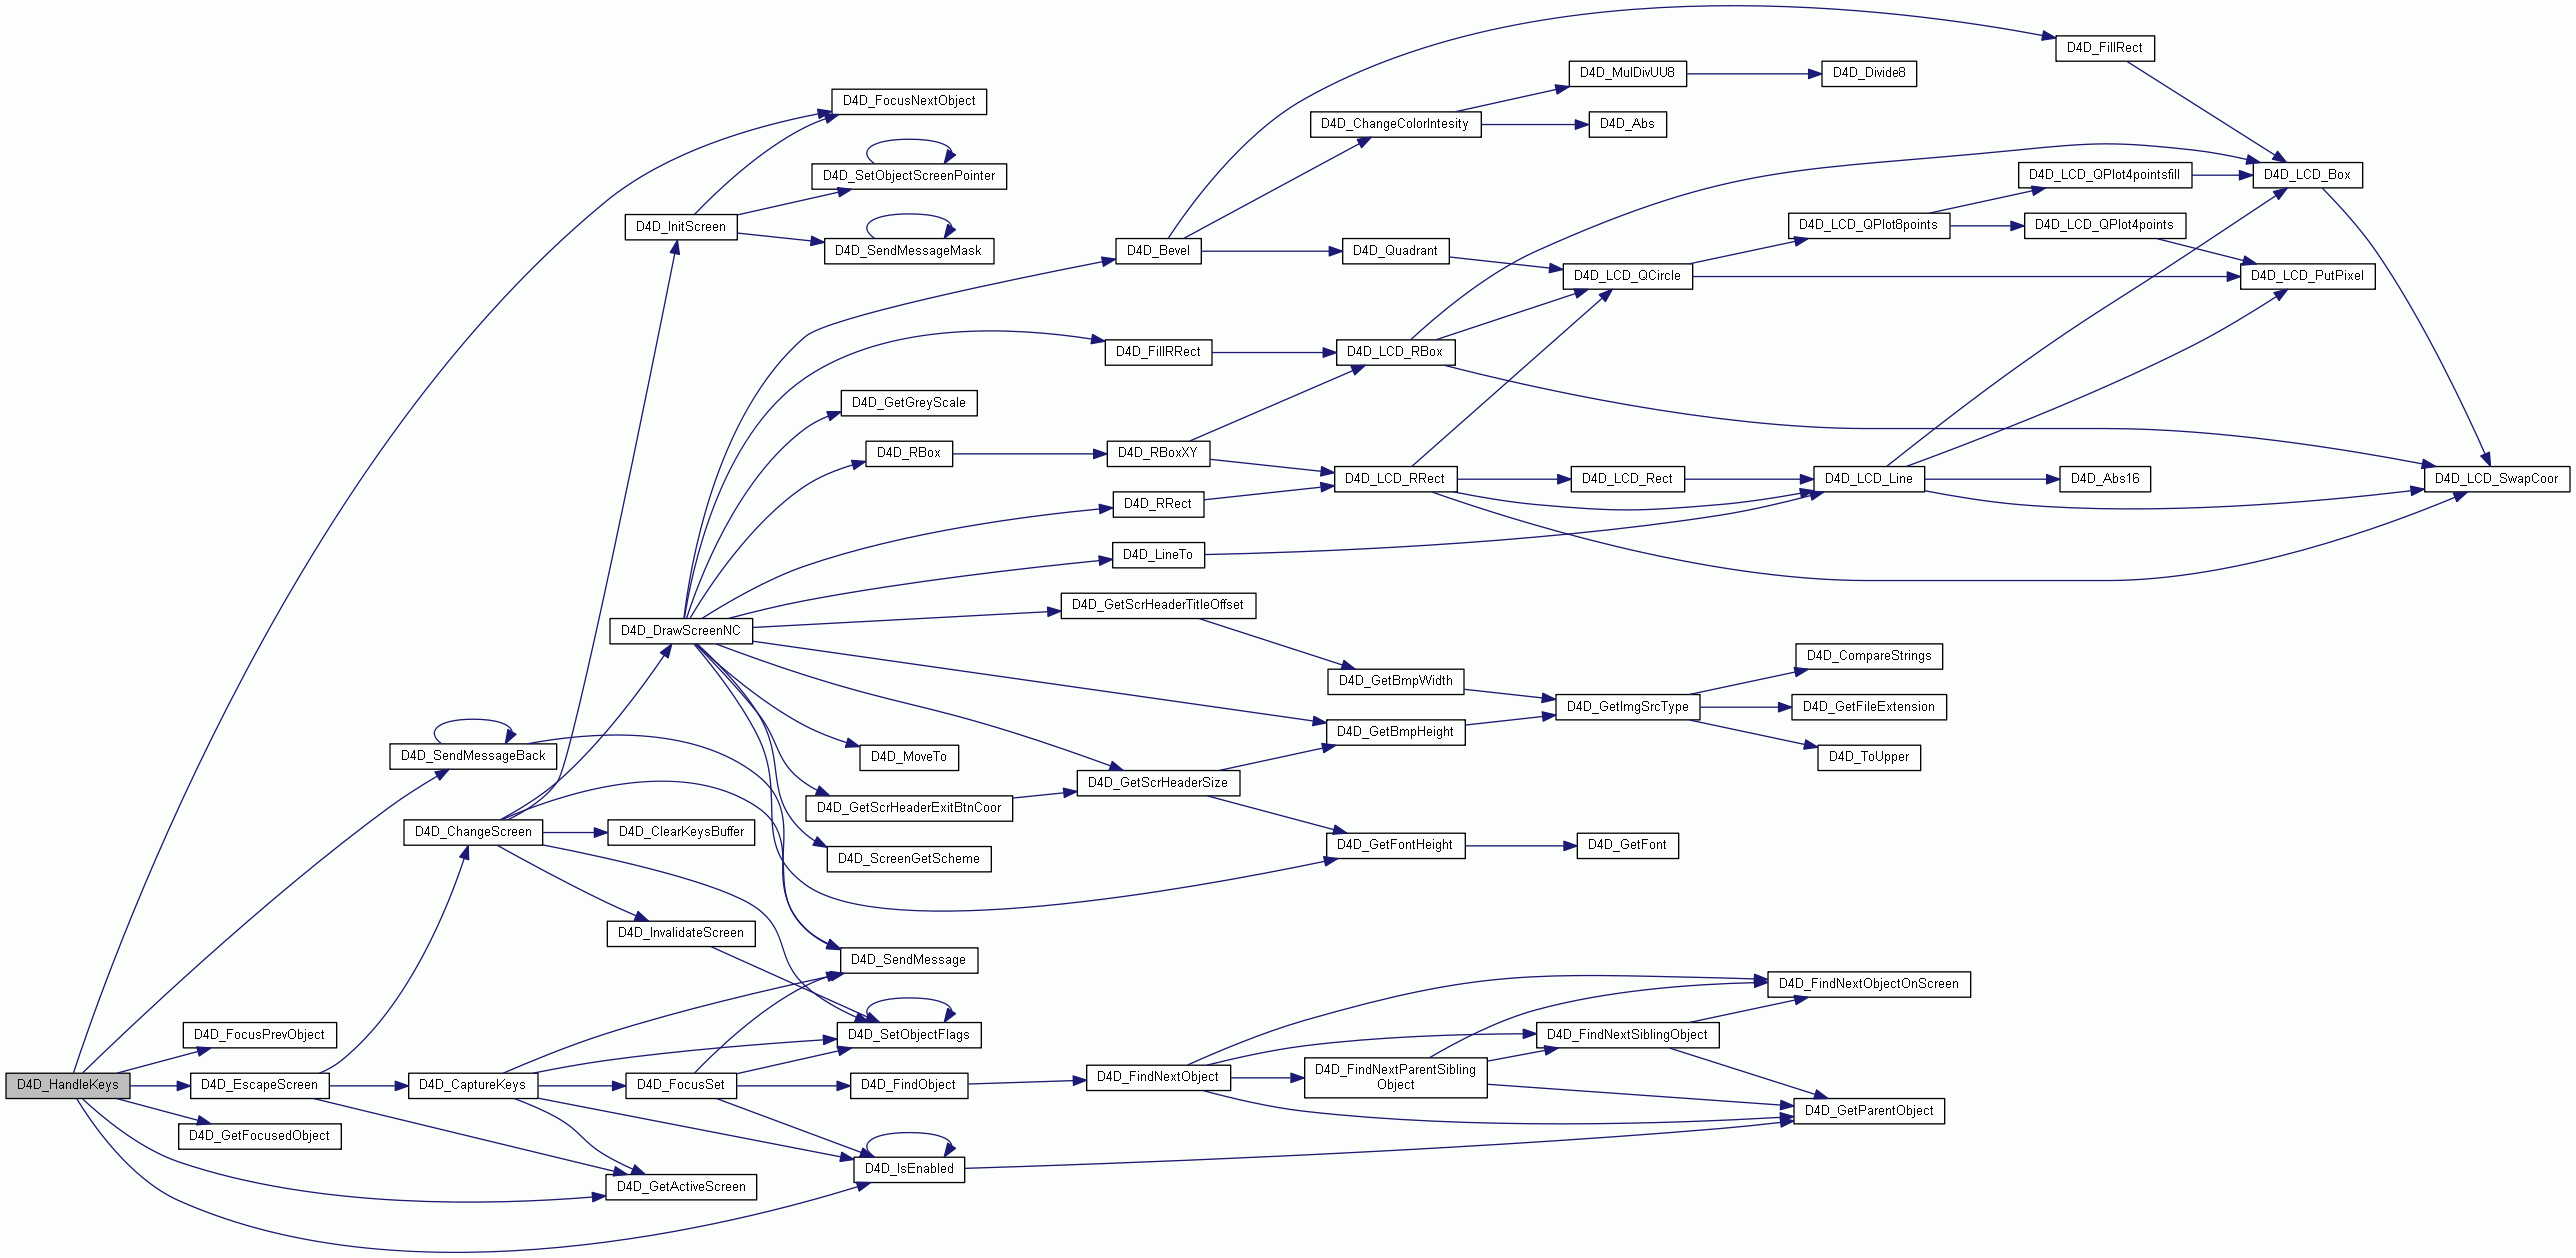 D4D_FillRect
D4D_MulDivUU8
D4D_Divide8
D4D_FocusNextObject
D4D_ChangeColorIntesity
D4D_Abs
D4D_SetObjectScreenPointer
D4D_LCD_QPlot4pointsfill
D4D_LCD_Box
D4D_InitScreen
D4D_LCD_QPlot8points
D4D_LCD_QPlot4points
D4D_SendMessageMask
D4D_Bevel
D4D_Quadrant
D4D_LCD_QCircle
D4D_LCD_PutPixel
D4D_FillRRect
D4D_LCD_RBox
D4D_GetGreyScale
D4D_RBox
D4D_RBoxXY
D4D_LCD_RRect
D4D_LCD_Rect
D4D_LCD_Line
D4D_Abs16
D4D_LCD_SwapCoor
D4D_RRect
D4D_LineTo
D4D_GetScrHeaderTitleOffset
D4D_DrawScreenNC
D4D_CompareStrings
D4D_GetBmpWidth
D4D_GetImgSrcType
D4D_GetFileExtension
D4D_GetBmpHeight
D4D_SendMessageBack
D4D_MoveTo
D4D_ToUpper
D4D_GetScrHeaderSize
D4D_GetScrHeaderExitBtnCoor
D4D_ChangeScreen
D4D_ClearKeysBuffer
D4D_GetFontHeight
D4D_GetFont
D4D_ScreenGetScheme
D4D_InvalidateScreen
D4D_SendMessage
D4D_FindNextObjectOnScreen
D4D_FocusPrevObject
D4D_SetObjectFlags
D4D_FindNextSiblingObject
D4D_HandleKeys
D4D_EscapeScreen
D4D_CaptureKeys
D4D_FocusSet
D4D_FindObject
D4D_FindNextObject
D4D_FindNextParentSibling
Object
D4D_GetParentObject
D4D_GetFocusedObject
D4D_IsEnabled
D4D_GetActiveScreen